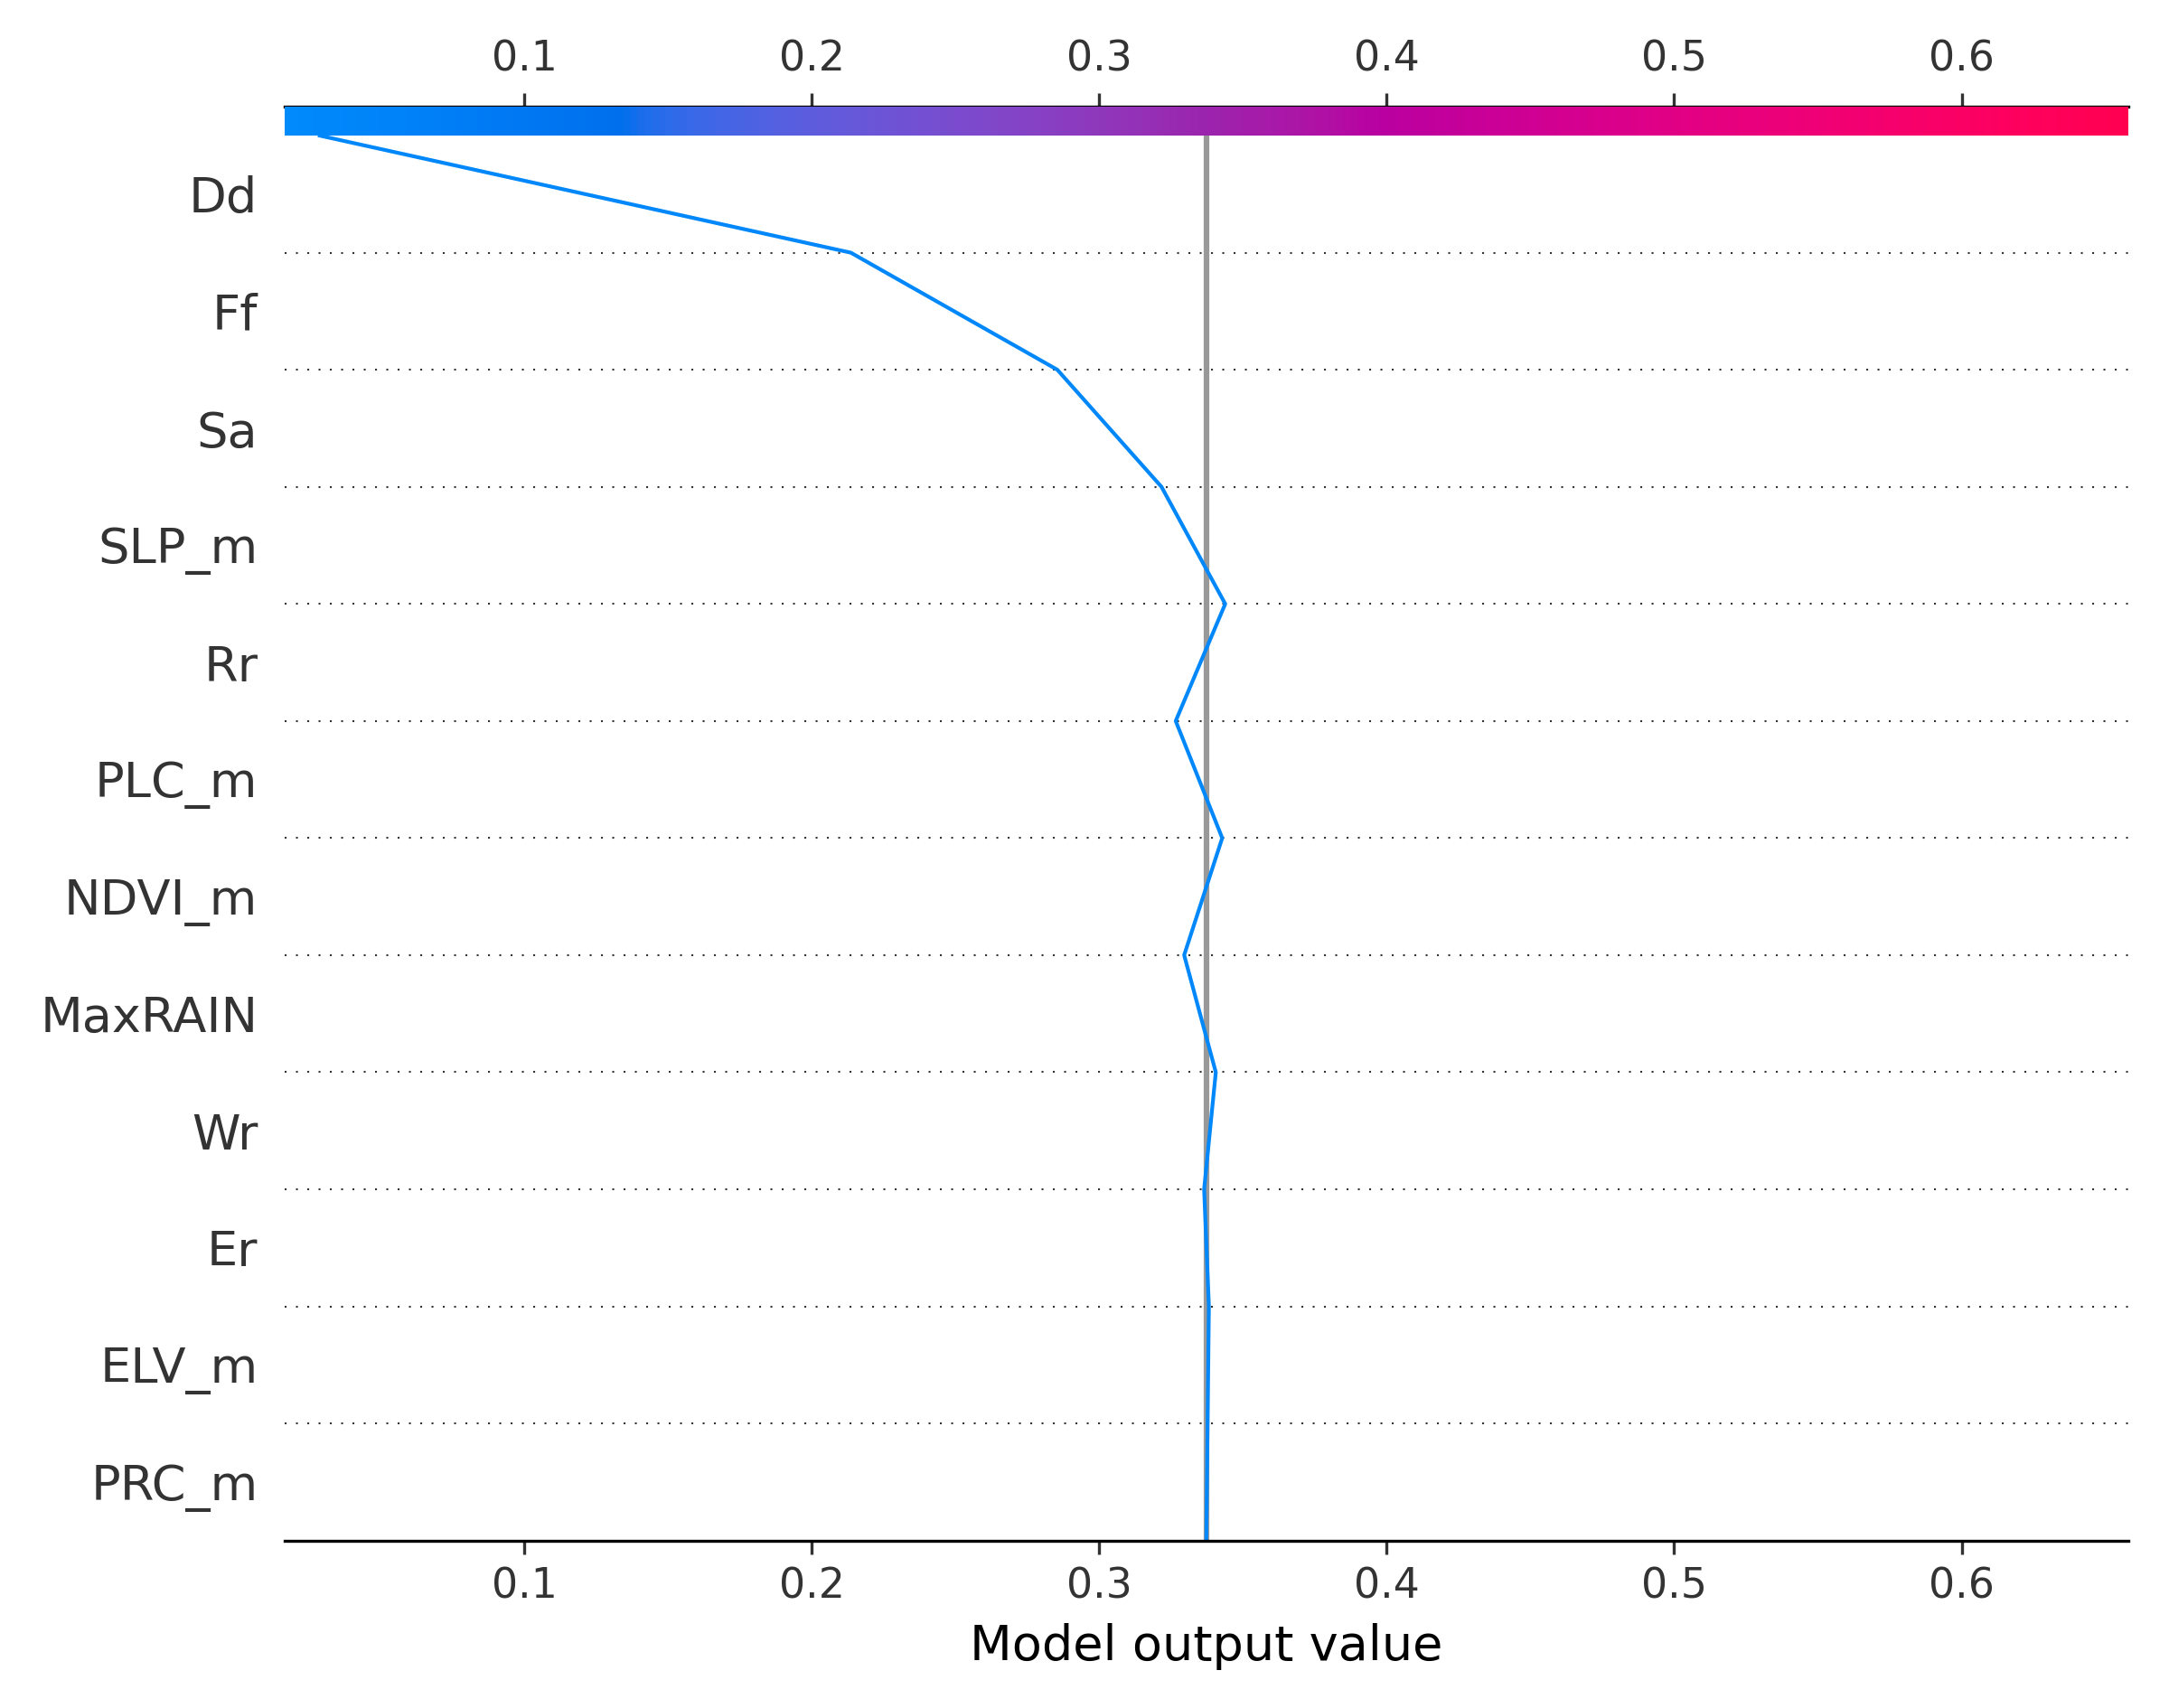 0.1 0.2 0.3 0.4 0.5 0.6
Dd
Ff
Sa
SLP_m
Rr
PLC_m
NDVI_m
MaxRAIN
Wr
Er
ELV_m
PRC_m
0.1 0.2 0.3 0.4 0.5 0.6
Model output value